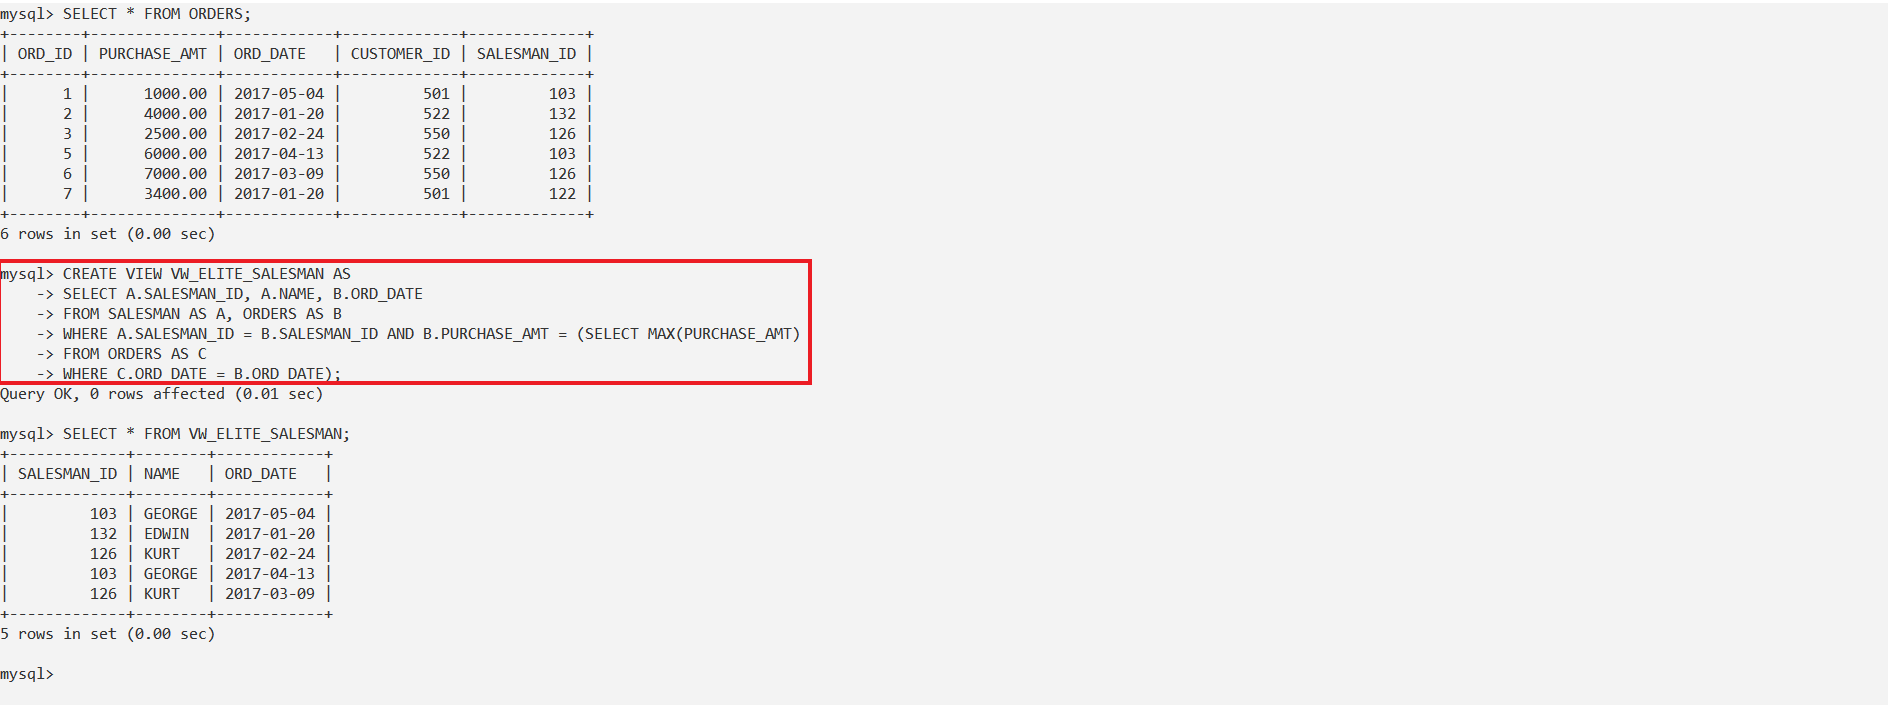 mysql> SELECT * FROM ORDERS;
+--------+--------------+------------+-------------+-------------+
| ORD_ID | PURCHASE_AMT | ORD_DATE   | CUSTOMER_ID | SALESMAN_ID |
+--------+--------------+------------+-------------+-------------+
|      1 |      1000.00 | 2017-05-04 |         501 |         103 |
|      2 |      4000.00 | 2017-01-20 |         522 |         132 |
|      3 |      2500.00 | 2017-02-24 |         550 |         126 |
|      5 |      6000.00 | 2017-04-13 |         522 |         103 |
|      6 |      7000.00 | 2017-03-09 |         550 |         126 |
|      7 |      3400.00 | 2017-01-20 |         501 |         122 |
+--------+--------------+------------+-------------+-------------+
6 rows in set (0.00 sec)
mysql> CREATE VIEW VW_ELITE_SALESMAN AS
    -> SELECT A.SALESMAN_ID, A.NAME, B.ORD_DATE
    -> FROM SALESMAN AS A, ORDERS AS B
    -> WHERE A.SALESMAN_ID = B.SALESMAN_ID AND B.PURCHASE_AMT = (SELECT MAX(PURCHASE_AMT)
    -> FROM ORDERS AS C
    -> WHERE C.ORD_DATE = B.ORD_DATE);
Query OK, 0 rows affected (0.01 sec)
mysql> SELECT * FROM VW_ELITE_SALESMAN;
+-------------+--------+------------+
| SALESMAN_ID | NAME   | ORD_DATE   |
+-------------+--------+------------+
|         103 | GEORGE | 2017-05-04 |
|         132 | EDWIN  | 2017-01-20 |
|         126 | KURT   | 2017-02-24 |
|         103 | GEORGE | 2017-04-13 |
|         126 | KURT   | 2017-03-09 |
+-------------+--------+------------+
5 rows in set (0.00 sec)
mysql>